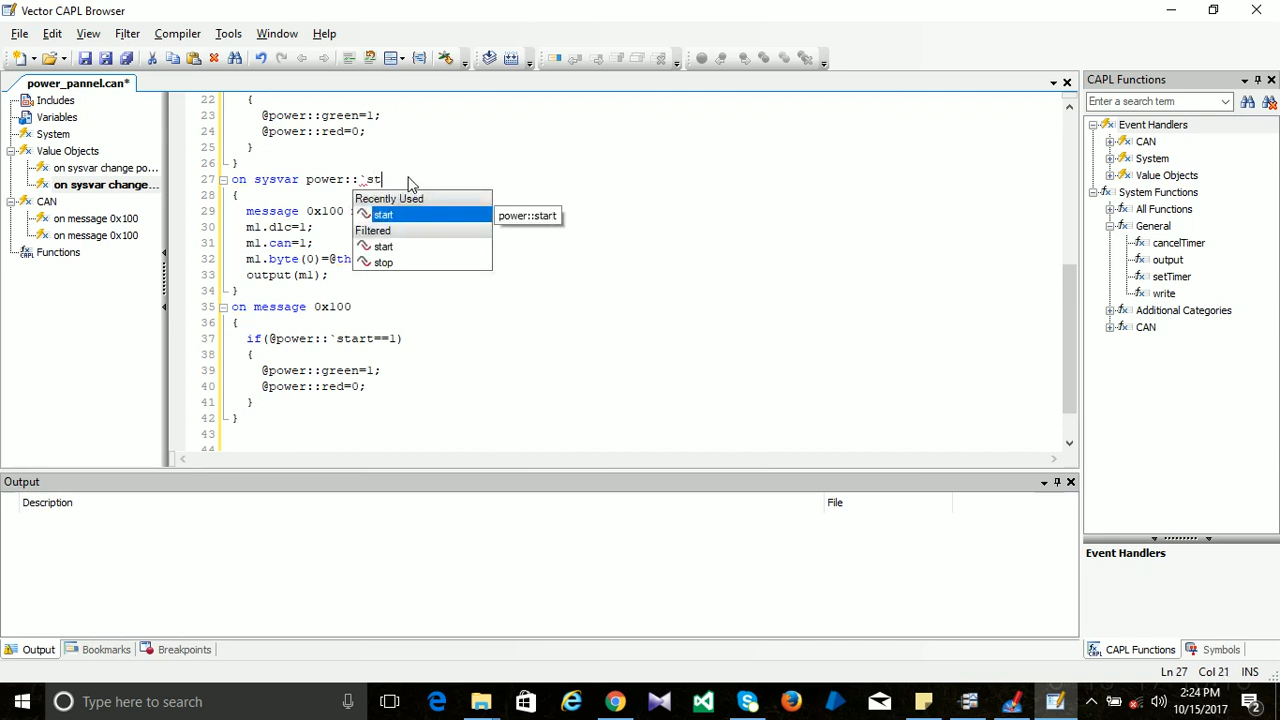 Vector CAPL Browser
File Edit View Filter Compiler Tools Window Help
power_pannel.can*
Includes
Variables
System
Value Objects
on sysvar change po...
on sysvar change...
CAN
on message 0x100
on message 0x100
Functions
22 {
23 @power::green=1;
24 @power::red=0;
25 }
26 }
27 on sysvar power::`st
28 {
29 message 0x100
30 m1.dlc=1;
31 m1.can=1;
32 m1.byte(0)=@th
33 output(m1);
34 }
35 on message 0x100
36 {
37 if(@power::`start==1)
38 {
39 @power::green=1;
40 @power::red=0;
41 }
42 }
43
44
Recently Used
start
power::start
Filtered
start
stop
CAPL Functions
Enter a search term
Event Handlers
CAN
System
Value Objects
System Functions
All Functions
General
cancelTimer
output
setTimer
write
Additional Categories
CAN
Event Handlers
CAPL Functions Symbols
Output
Description File
Output Bookmarks Breakpoints
Ln 27 Col 21 INS
Type here to search
2:24 PM
10/15/2017
2